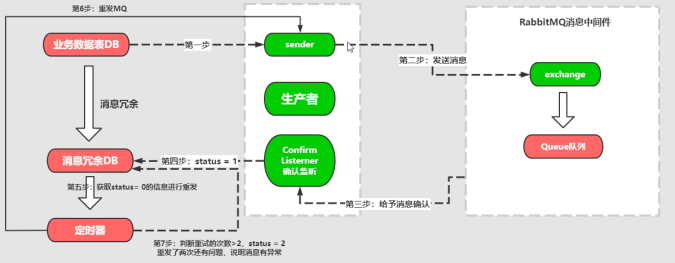 第6步：重发MQ
RabbitMQ消息中间件
业务数据表DB
第一步
sender
第二步：发送消息
exchange
消息冗余
生产者
消息冗余DB
第四步：status = 1
Confirm
Listerner
确认监听
Queue队列
第五步：获取status= 0的信息进行重发
第三步：给予消息确认
定时器
第7步：判断重试的次数>2，status = 2
重发了两次还有问题，说明消息有异常